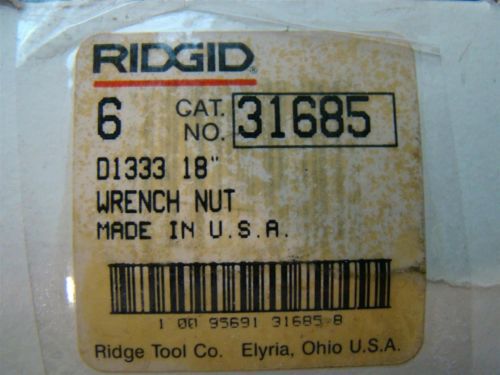 RIDGID
6 CAT. NO. 31685
D1333 18"
WRENCH NUT
MADE IN U.S.A.
1 00 95691 31685 8
Ridge Tool Co. Elyria, Ohio U.S.A.